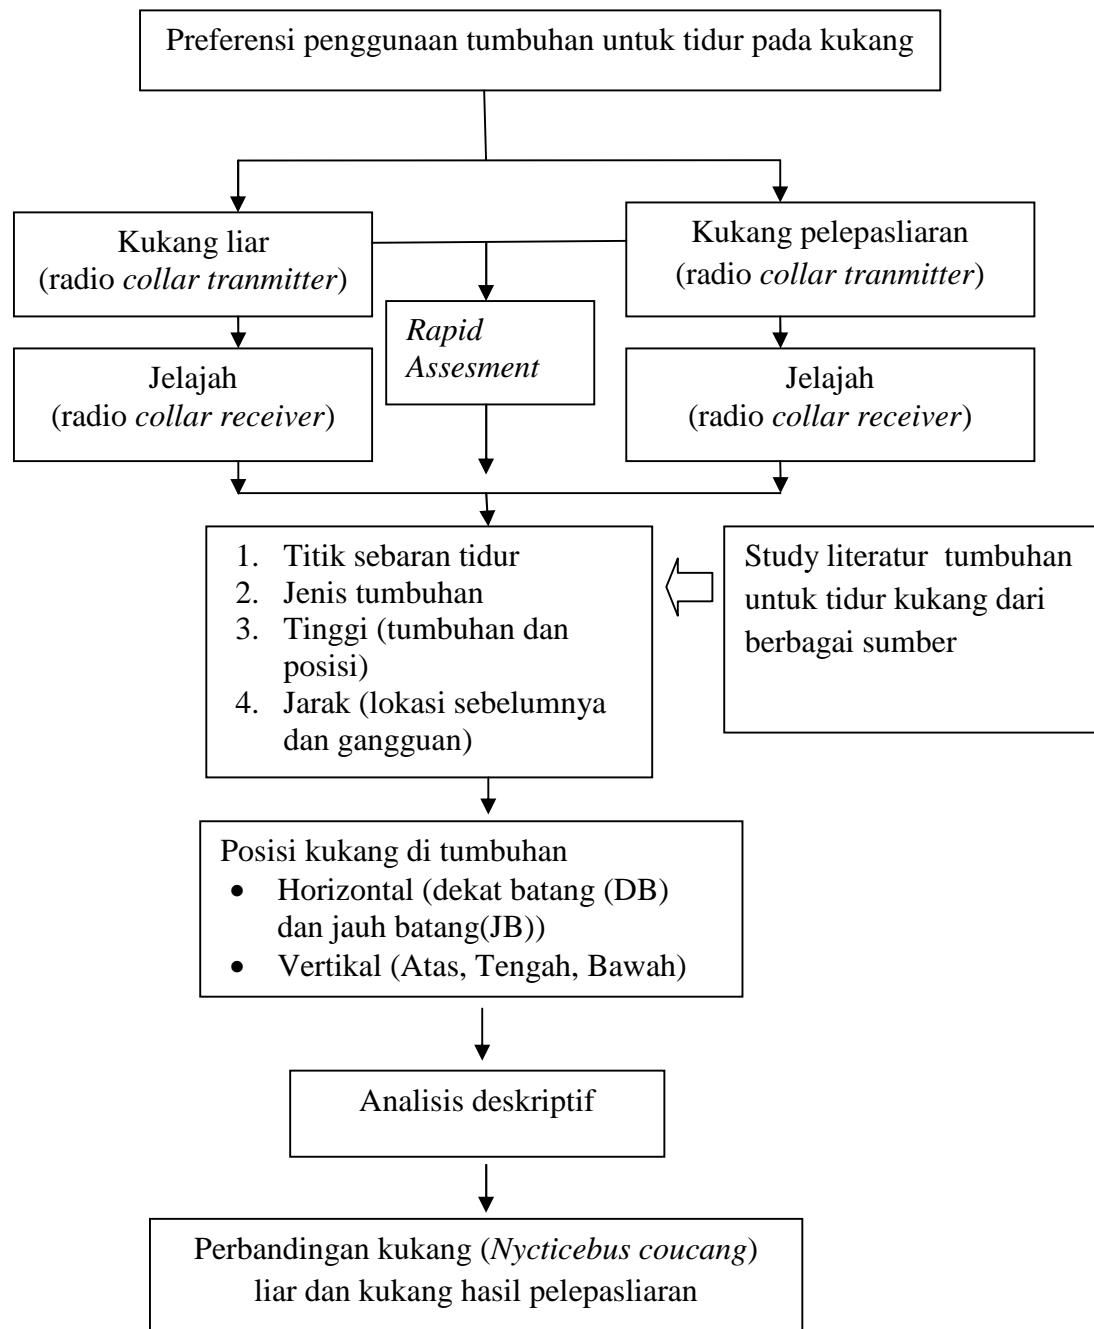 Preferensi penggunaan tumbuhan untuk tidur pada kukang
Kukang liar
(radio collar tranmitter)
Kukang pelepasliaran
(radio collar tranmitter)
Rapid
Assesment
Jelajah
(radio collar receiver)
Jelajah
(radio collar receiver)
1. Titik sebaran tidur
2. Jenis tumbuhan
3. Tinggi (tumbuhan dan
posisi)
4. Jarak (lokasi sebelumnya
dan gangguan)
Study literatur tumbuhan
untuk tidur kukang dari
berbagai sumber
Posisi kukang di tumbuhan
• Horizontal (dekat batang (DB)
dan jauh batang(JB))
• Vertikal (Atas, Tengah, Bawah)
Analisis deskriptif
Perbandingan kukang (Nycticebus coucang)
liar dan kukang hasil pelepasliaran